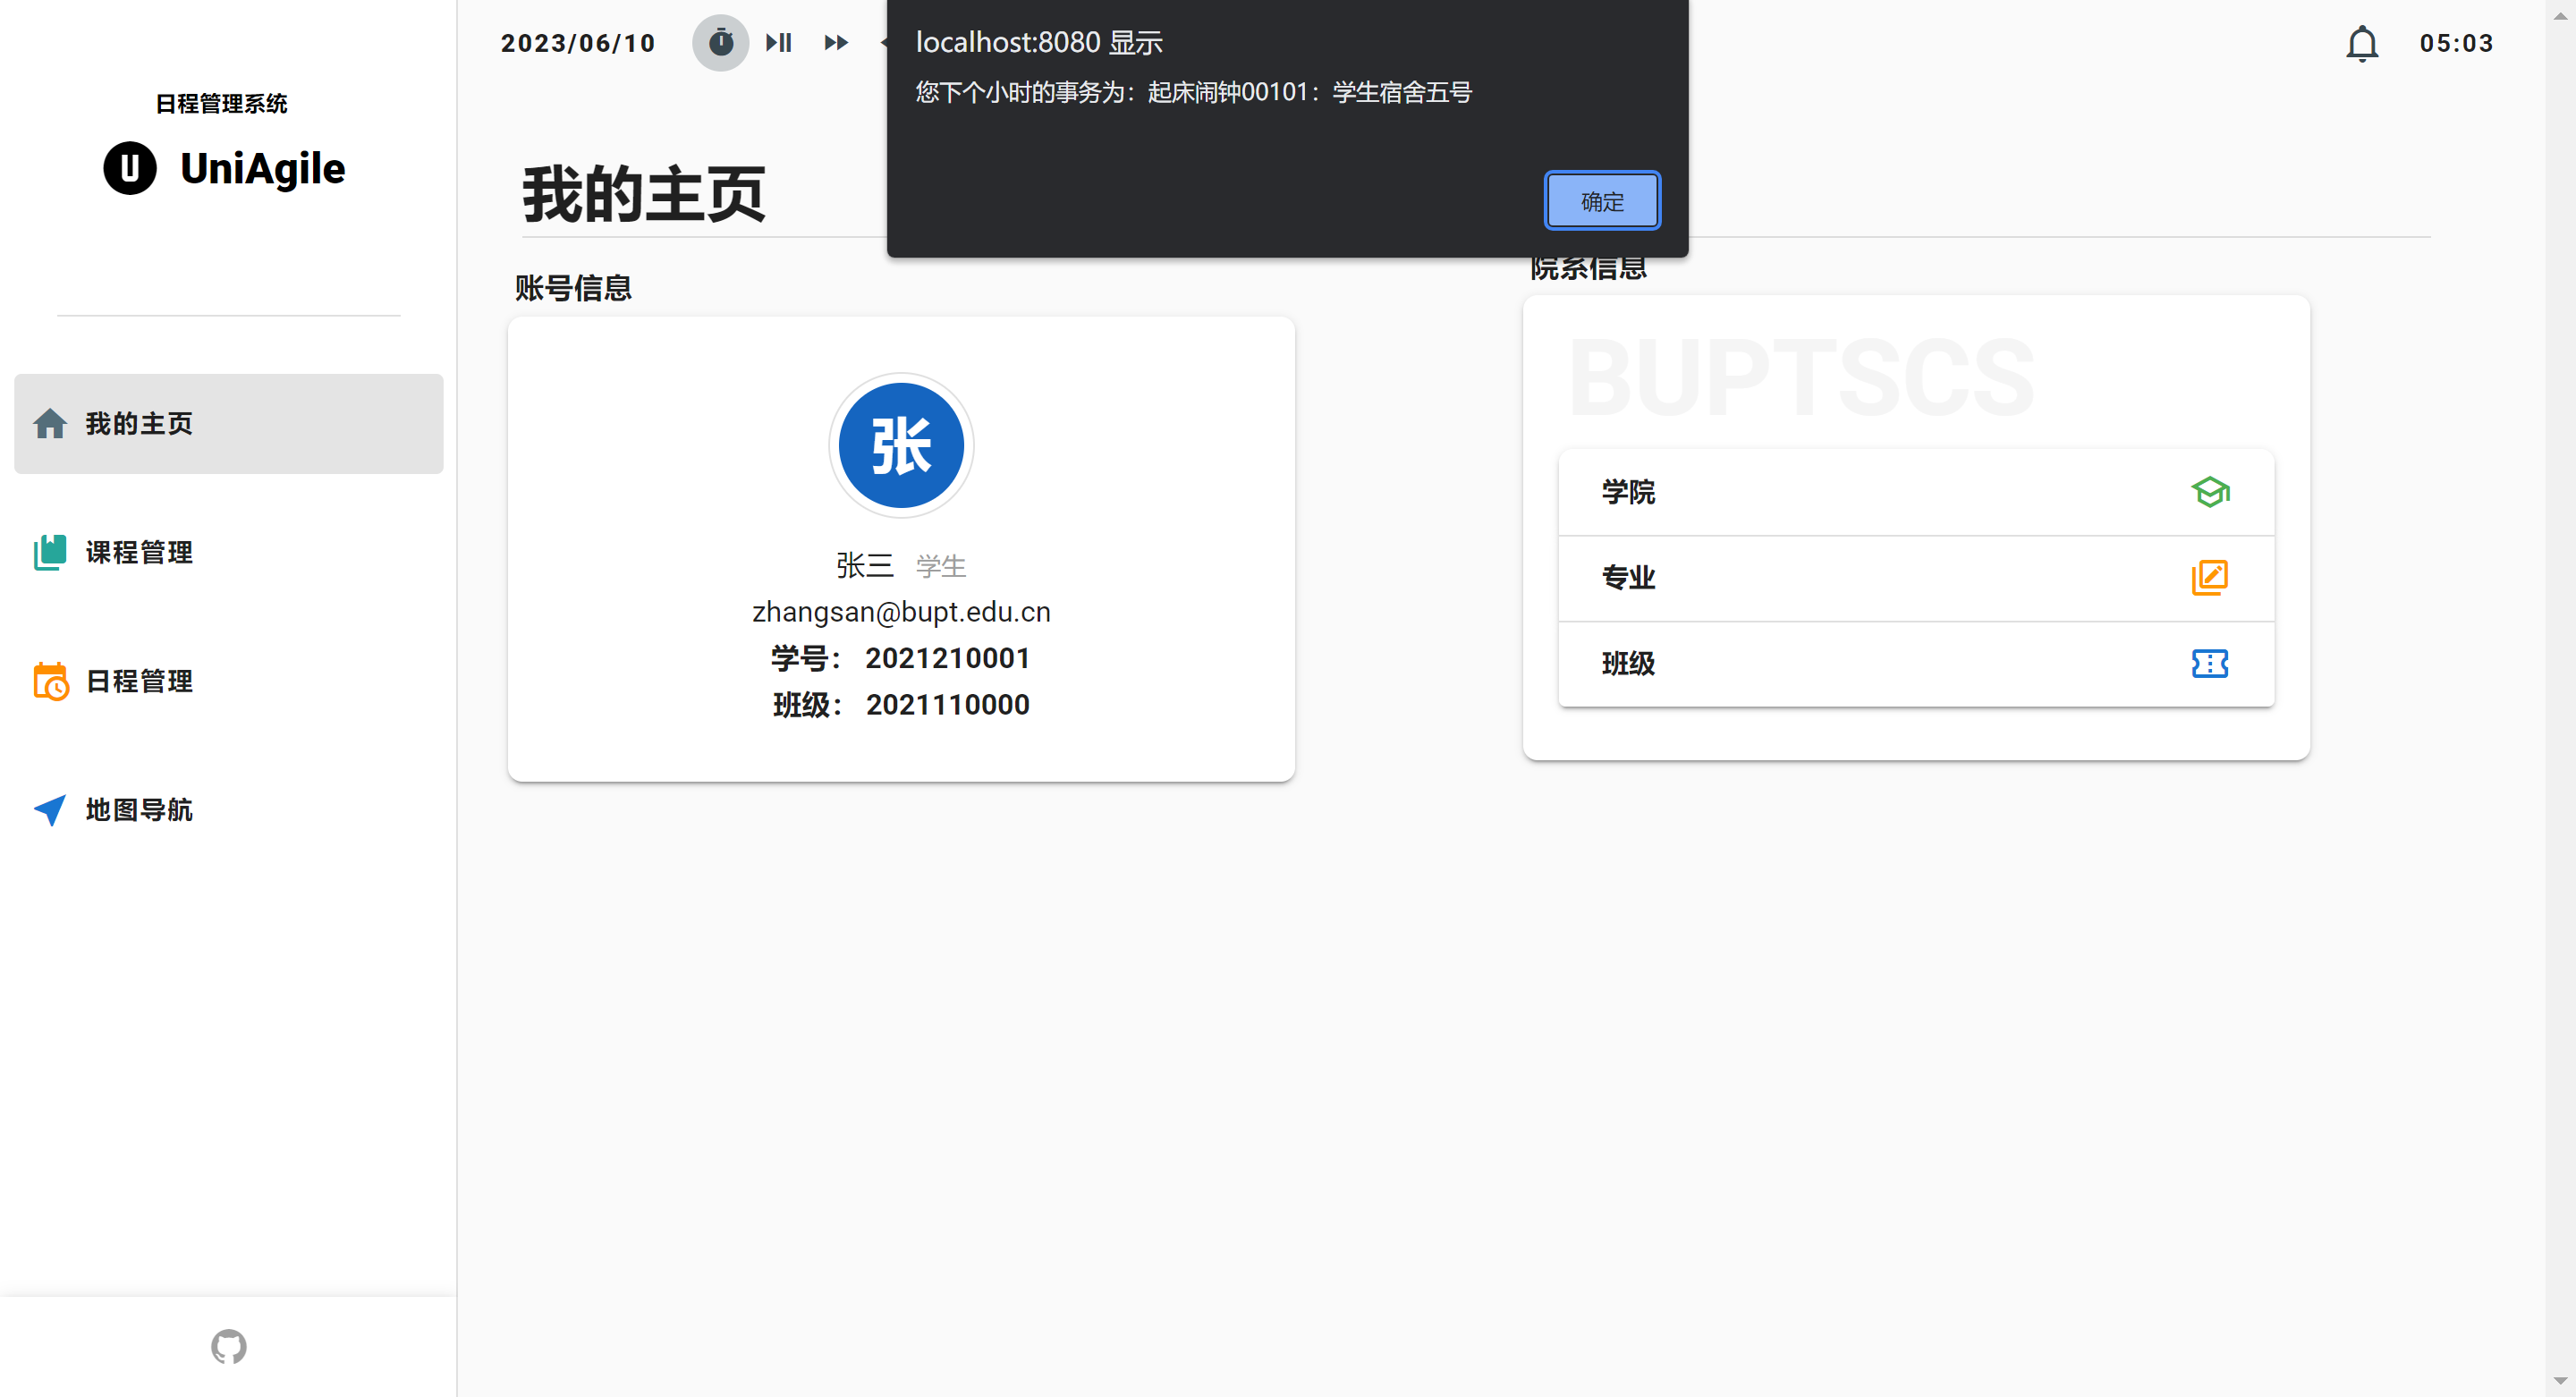 日程管理系统
U UniAgile
我的主页
课程管理
日程管理
地图导航
2023/06/10
05:03
localhost:8080 显示
您下个小时的事务为：起床闹钟00101：学生宿舍五号
确定
我的主页
账号信息
张
张三 学生
zhangsan@bupt.edu.cn
学号： 2021210001
班级： 2021110000
院系信息
BUPTSCS
学院
专业
班级